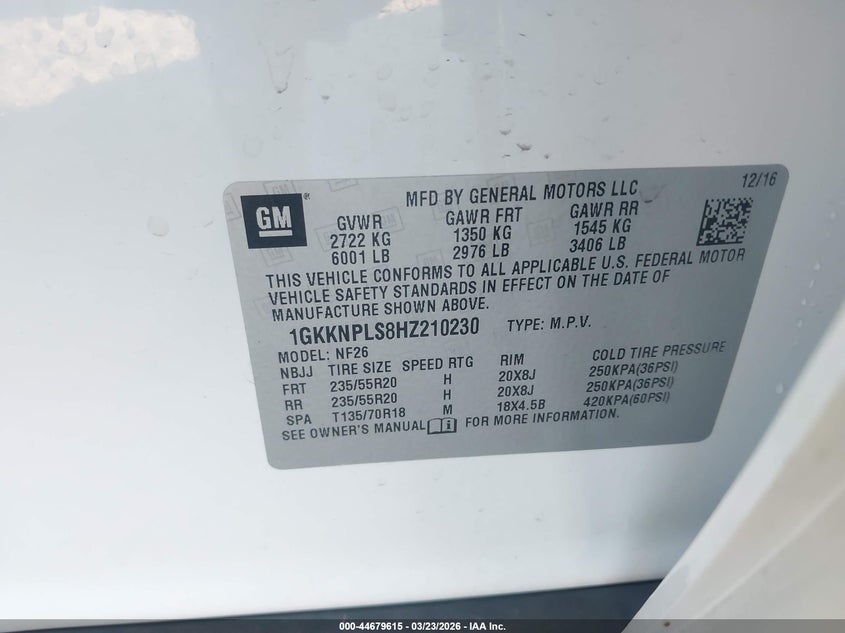 GM
MFD BY GENERAL MOTORS LLC 12/16
GVWR GAWR FRT GAWR RR
2722 KG 1350 KG 1545 KG
6001 LB 2976 LB 3406 LB
THIS VEHICLE CONFORMS TO ALL APPLICABLE U.S. FEDERAL MOTOR
VEHICLE SAFETY STANDARDS IN EFFECT ON THE DATE OF
MANUFACTURE SHOWN ABOVE.
1GKKNPLS8HZ210230 TYPE: M.P.V.
MODEL: NF26
NBJJ TIRE SIZE SPEED RTG RIM COLD TIRE PRESSURE
FRT 235/55R20 H 20X8J 250KPA(36PSI)
RR 235/55R20 H 20X8J 250KPA(36PSI)
SPA T135/70R18 M 18X4.5B 420KPA(60PSI)
SEE OWNER'S MANUAL FOR MORE INFORMATION.
000-44679615 - 03/23/2026 - IAA Inc.